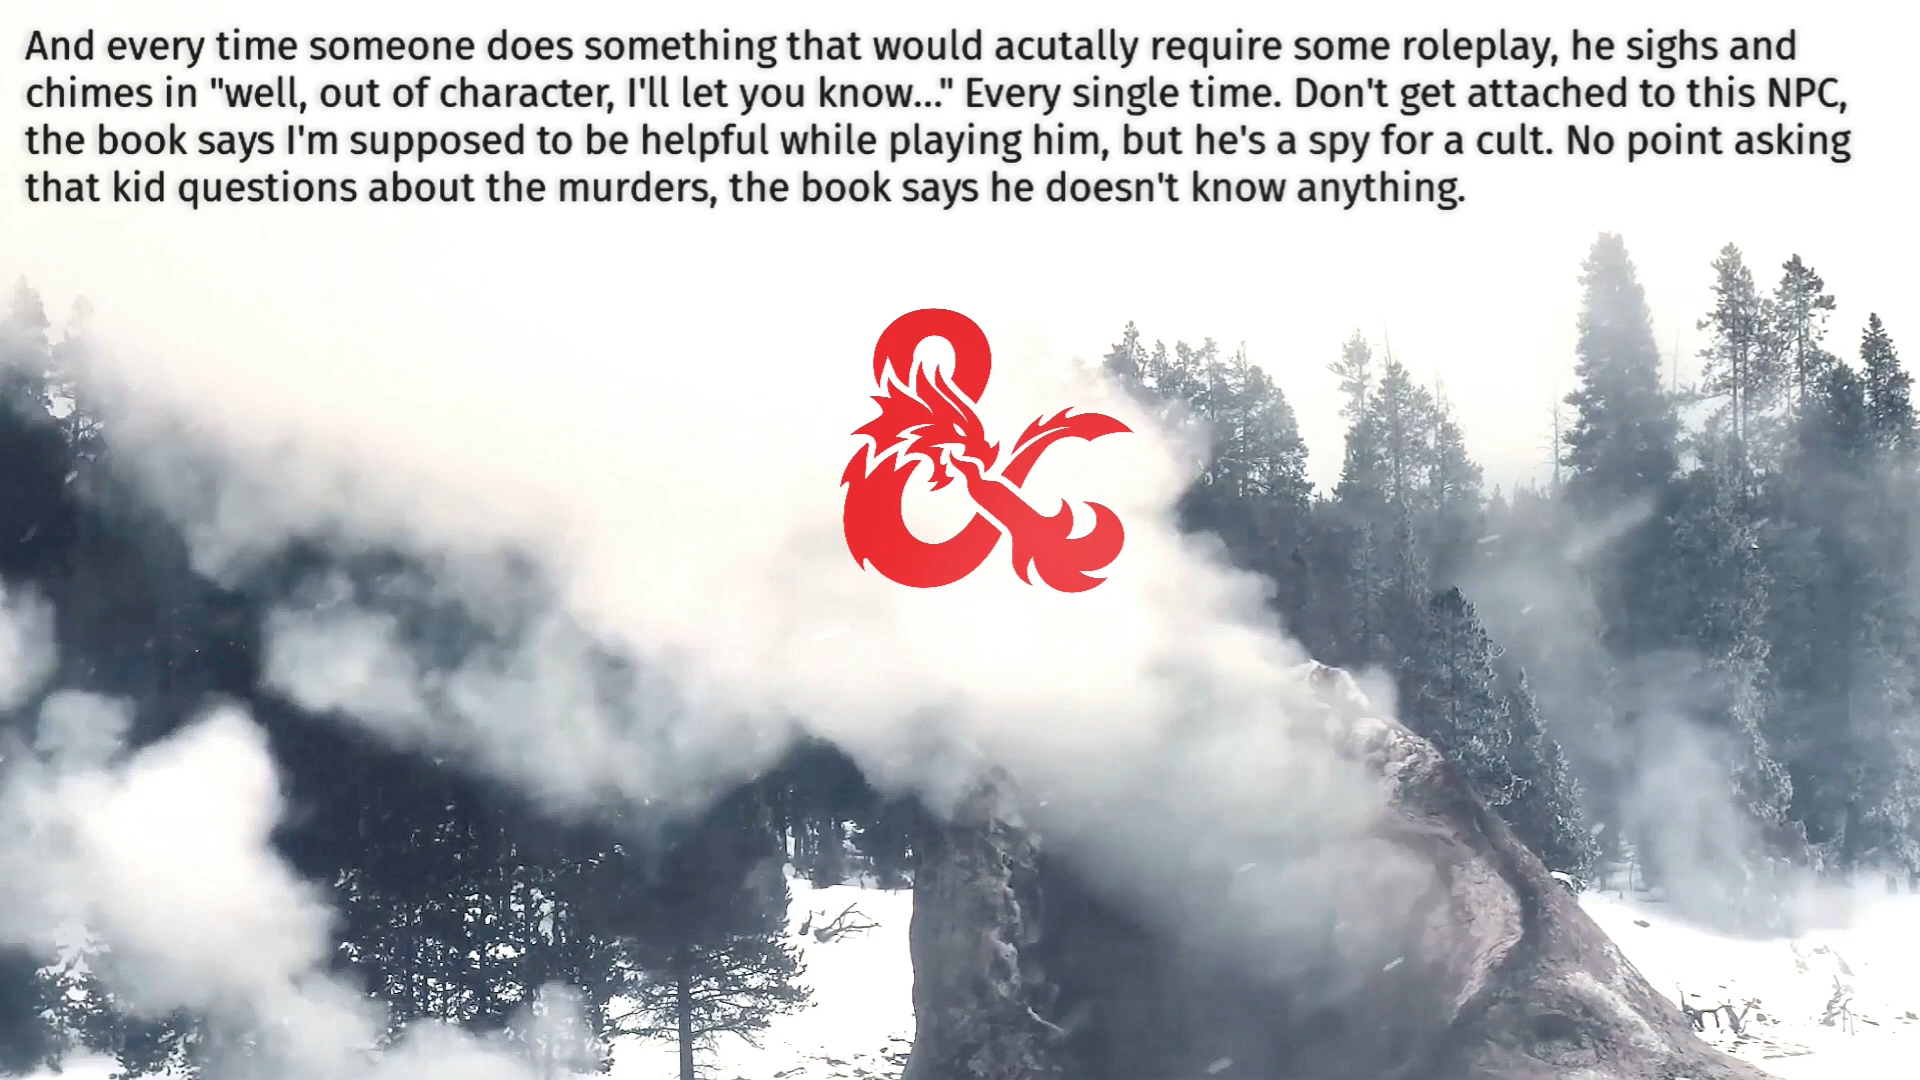 And every time someone does something that would acutally require some roleplay, he sighs and
chimes in "well, out of character, I'll let you know..." Every single time. Don't get attached to this NPC,
the book says I'm supposed to be helpful while playing him, but he's a spy for a cult. No point asking
that kid questions about the murders, the book says he doesn't know anything.